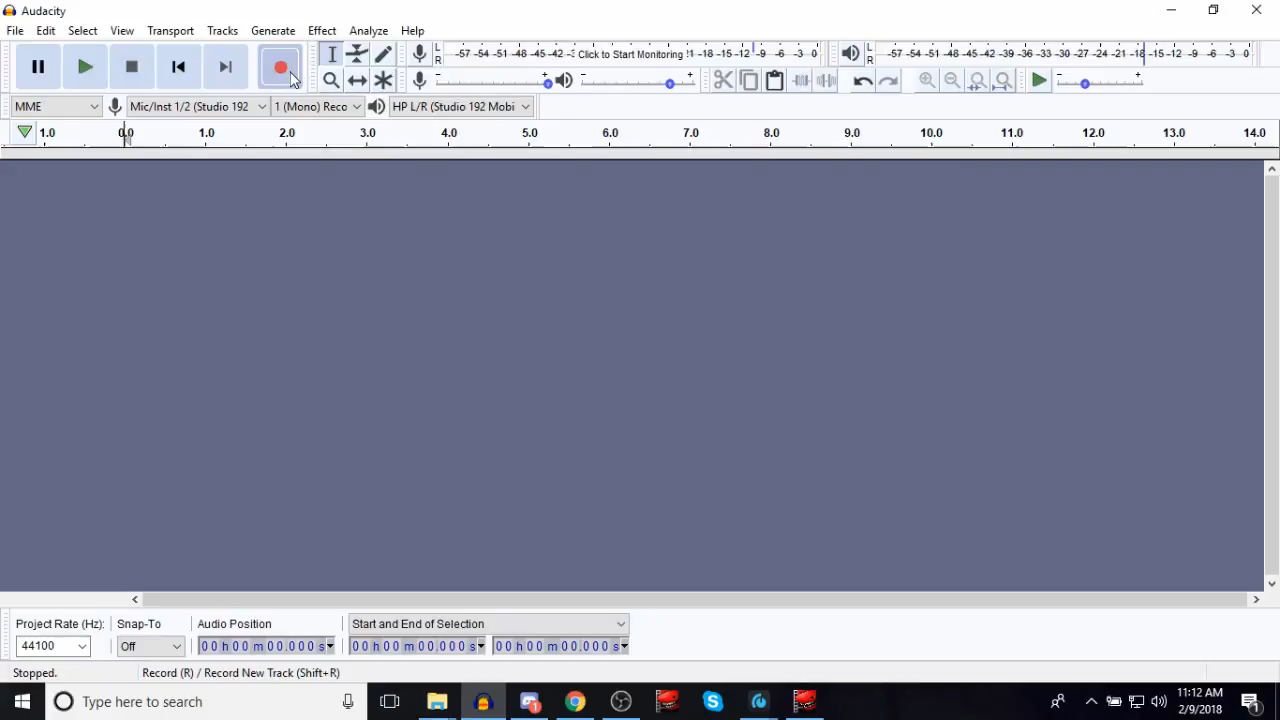 Audacity
File Edit Select View Transport Tracks Generate Effect Analyze Help
L -57 -54 -51 -48 -45 -42 -3 Click to Start Monitoring !1 -18 -15 -12 -9 -6 -3 0 L -57 -54 -51 -48 -45 -42 -39 -36 -33 -30 -27 -24 -21 -18 -15 -12 -9 -6 -3 0
R R
- + - + - +
MME Mic/Inst 1/2 (Studio 192 1 (Mono) Reco HP L/R (Studio 192 Mobi
1.0 0.0 1.0 2.0 3.0 4.0 5.0 6.0 7.0 8.0 9.0 10.0 11.0 12.0 13.0 14.0
Project Rate (Hz): Snap-To Audio Position Start and End of Selection
44100 Off 00 h 00 m 00.000 s 00 h 00 m 00.000 s 00 h 00 m 00.000 s
Stopped. Record (R) / Record New Track (Shift+R)
Type here to search 1 11:12 AM
2/9/2018 1